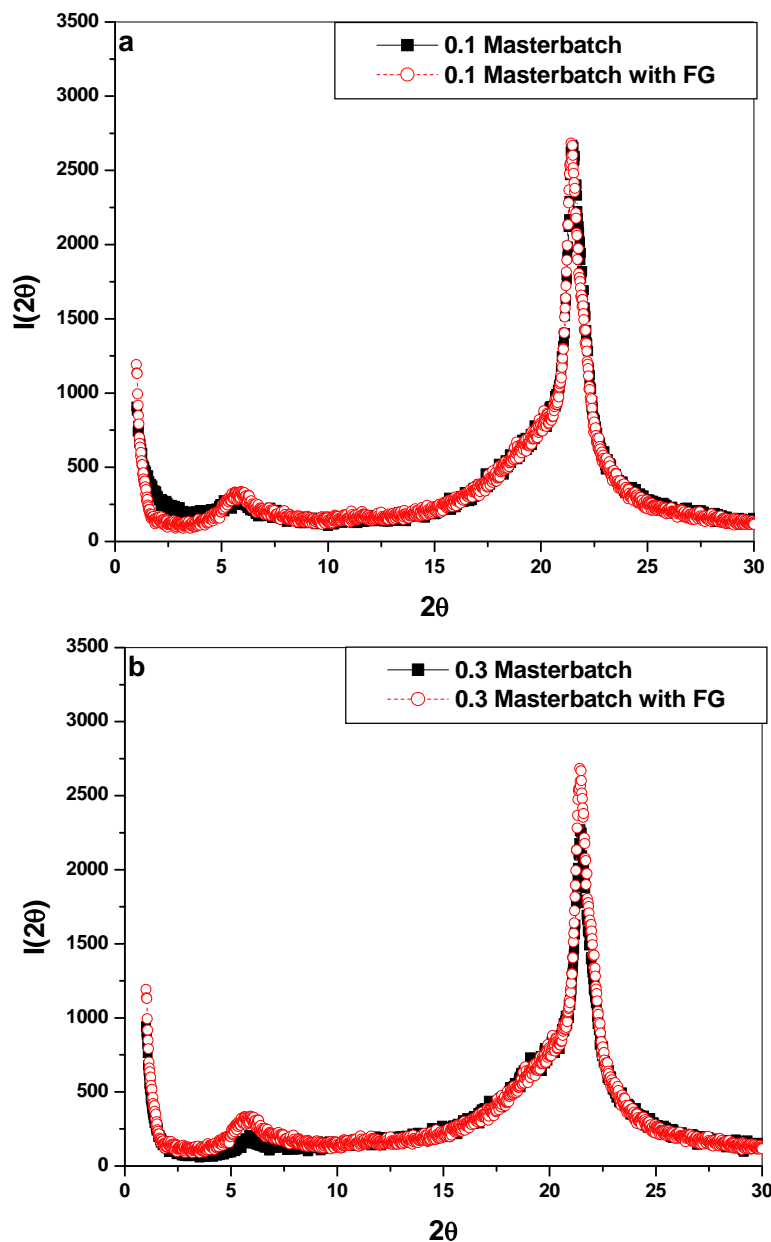 a
0.1 Masterbatch
0.1 Masterbatch with FG
3500
3000
2500
2000
1500
1000
500
0
I(2θ)
0 5 10 15 20 25 30
2θ
b
0.3 Masterbatch
0.3 Masterbatch with FG
3500
3000
2500
2000
1500
1000
500
0
I(2θ)
0 5 10 15 20 25 30
2θ